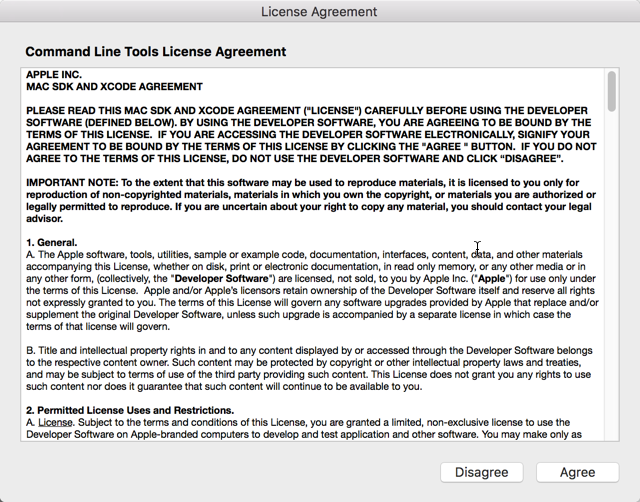 License Agreement
Command Line Tools License Agreement
APPLE INC.
MAC SDK AND XCODE AGREEMENT
PLEASE READ THIS MAC SDK AND XCODE AGREEMENT ("LICENSE") CAREFULLY BEFORE USING THE DEVELOPER
SOFTWARE (DEFINED BELOW). BY USING THE DEVELOPER SOFTWARE, YOU ARE AGREEING TO BE BOUND BY THE
TERMS OF THIS LICENSE.  IF YOU ARE ACCESSING THE DEVELOPER SOFTWARE ELECTRONICALLY, SIGNIFY YOUR
AGREEMENT TO BE BOUND BY THE TERMS OF THIS LICENSE BY CLICKING THE "AGREE " BUTTON.  IF YOU DO NOT
AGREE TO THE TERMS OF THIS LICENSE, DO NOT USE THE DEVELOPER SOFTWARE AND CLICK “DISAGREE”.
IMPORTANT NOTE: To the extent that this software may be used to reproduce materials, it is licensed to you only for
reproduction of non-copyrighted materials, materials in which you own the copyright, or materials you are authorized or
legally permitted to reproduce. If you are uncertain about your right to copy any material, you should contact your legal
advisor.
1. General.
A. The Apple software, tools, utilities, sample or example code, documentation, interfaces, content, data, and other materials
accompanying this License, whether on disk, print or electronic documentation, in read only memory, or any other media or in
any other form, (collectively, the "Developer Software") are licensed, not sold, to you by Apple Inc. ("Apple") for use only under
the terms of this License.  Apple and/or Apple's licensors retain ownership of the Developer Software itself and reserve all rights
not expressly granted to you. The terms of this License will govern any software upgrades provided by Apple that replace and/or
supplement the original Developer Software, unless such upgrade is accompanied by a separate license in which case the
terms of that license will govern.
B. Title and intellectual property rights in and to any content displayed by or accessed through the Developer Software belongs
to the respective content owner. Such content may be protected by copyright or other intellectual property laws and treaties,
and may be subject to terms of use of the third party providing such content. This License does not grant you any rights to use
such content nor does it guarantee that such content will continue to be available to you.
2. Permitted License Uses and Restrictions.
A. License. Subject to the terms and conditions of this License, you are granted a limited, non-exclusive license to use the
Developer Software on Apple-branded computers to develop and test application and other software. You may make only as
Disagree
Agree